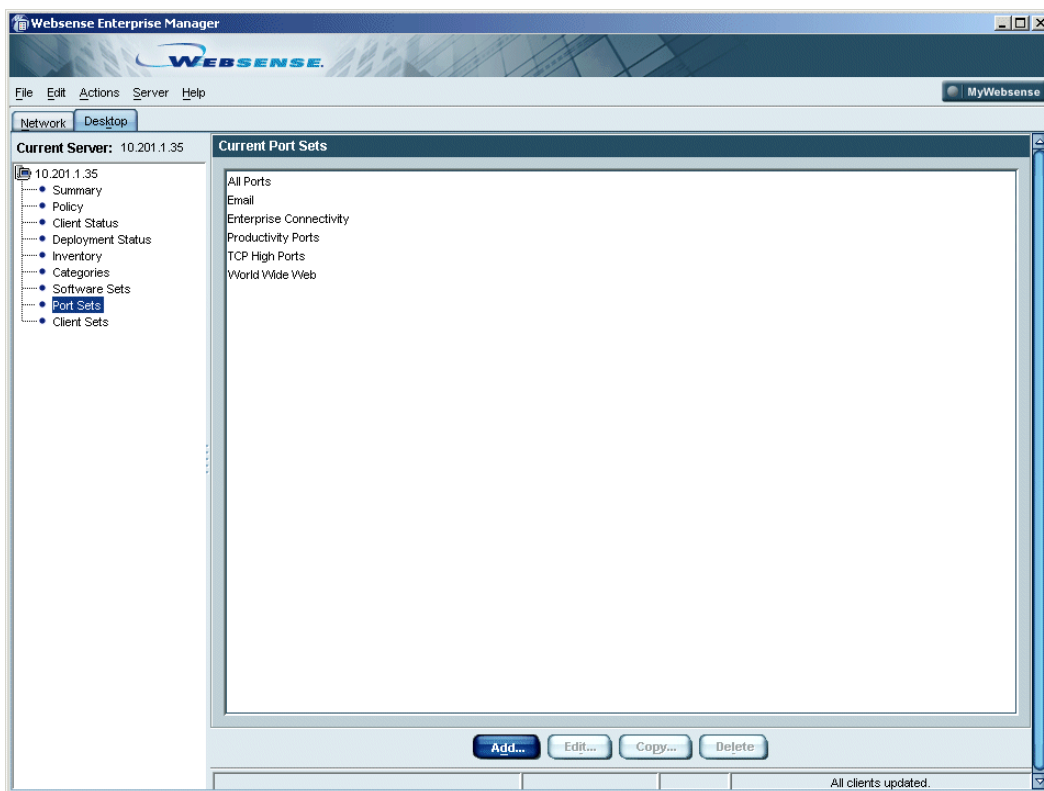 Websense Enterprise Manager
WEBSENSE.
File Edit Actions Server Help
MyWebsense
Network Desktop
Current Server: 10.201.1.35
10.201.1.35
Summary
Policy
Client Status
Deployment Status
Inventory
Categories
Software Sets
Port Sets
Client Sets
Current Port Sets
All Ports
Email
Enterprise Connectivity
Productivity Ports
TCP High Ports
World Wide Web
Add... Edit... Copy... Delete
All clients updated.